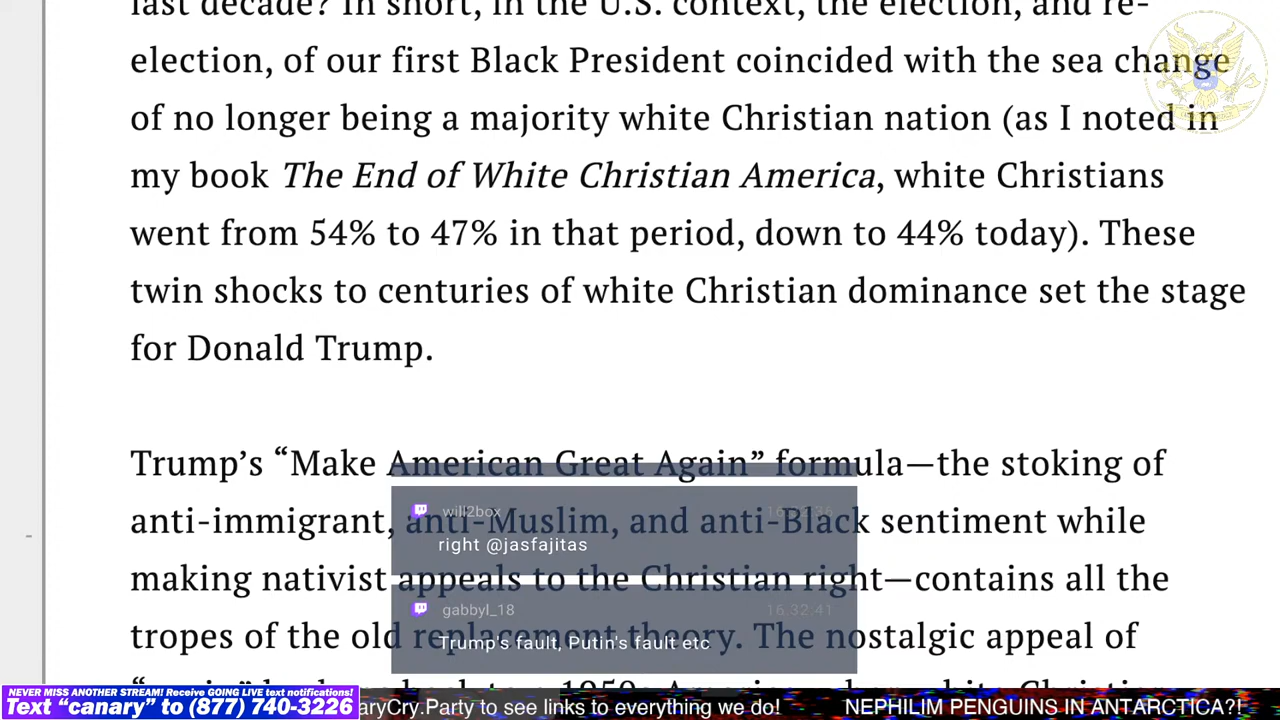 last decade? In short, in the U.S. context, the election, and re-
election, of our first Black President coincided with the sea change
of no longer being a majority white Christian nation (as I noted in
my book The End of White Christian America, white Christians
went from 54% to 47% in that period, down to 44% today). These
twin shocks to centuries of white Christian dominance set the stage
for Donald Trump.
Trump’s “Make American Great Again” formula—the stoking of
anti-immigrant, anti-Muslim, and anti-Black sentiment while
making nativist appeals to the Christian right—contains all the
tropes of the old replacement theory. The nostalgic appeal of
will2box 16:32:36
right @jasfajitas
gabbyl_18 16:32:41
Trump's fault, Putin's fault etc
NEVER MISS ANOTHER STREAM! Receive GOING LIVE text notifications!
Text “canary” to (877) 740-3226
aryCry.Party to see links to everything we do! NEPHILIM PENGUINS IN ANTARCTICA?!